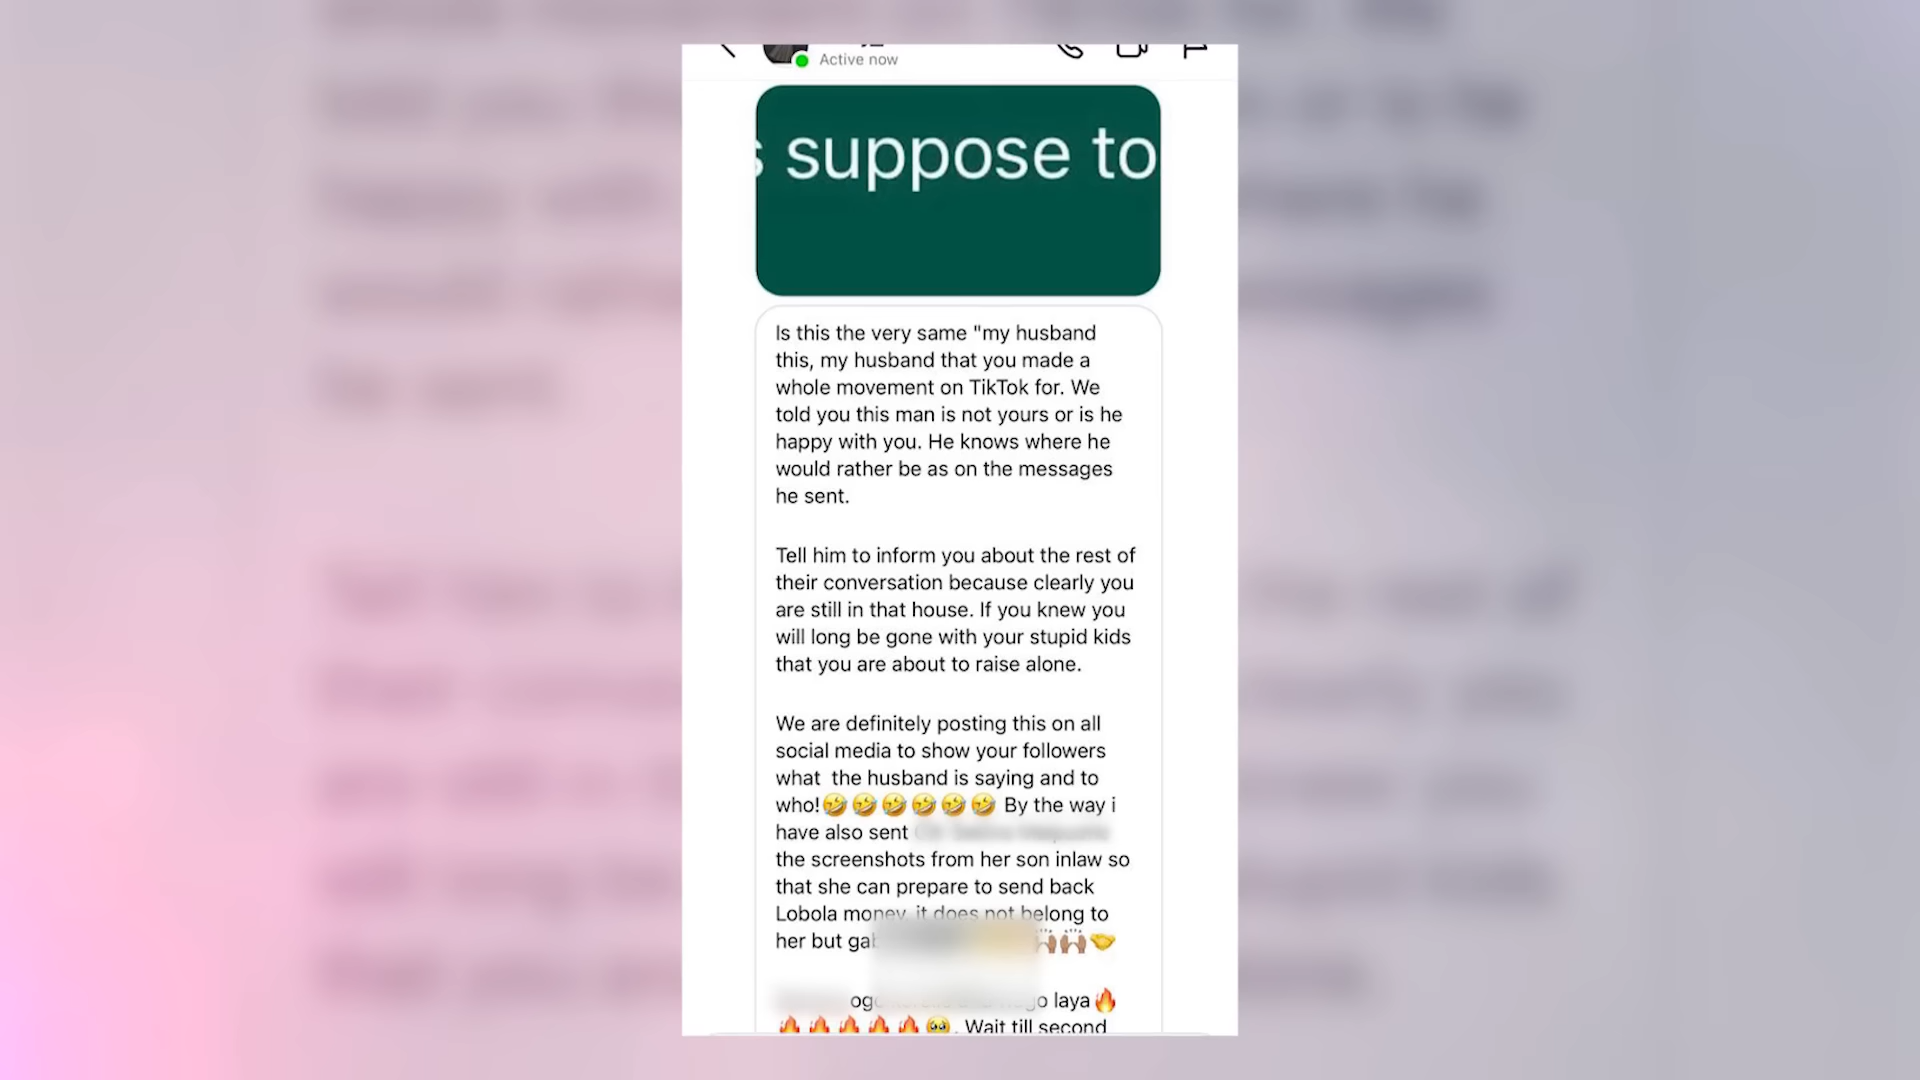 Active now
suppose to
Is this the very same "my husband
this, my husband that you made a
whole movement on TikTok for. We
told you this man is not yours or is he
happy with you. He knows where he
would rather be as on the messages
he sent.
Tell him to inform you about the rest of
their conversation because clearly you
are still in that house. If you knew you
will long be gone with your stupid kids
that you are about to raise alone.
We are definitely posting this on all
social media to show your followers
what the husband is saying and to
who!🤣🤣🤣🤣🤣🤣 By the way i
have also sent
the screenshots from her son inlaw so
that she can prepare to send back
Lobola money, it does not belong to
her but 🙌🏽🙌🏽🤝
laya🔥
🔥🔥🔥🔥🔥🥹. Wait till second